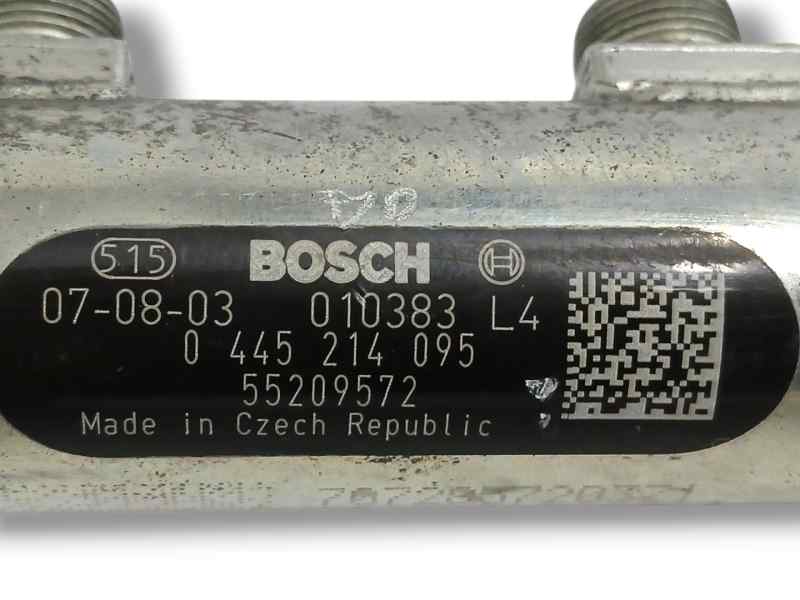 515 BOSCH H
07-08-03 010383 L4
0 445 214 095
55209572
Made in Czech Republic